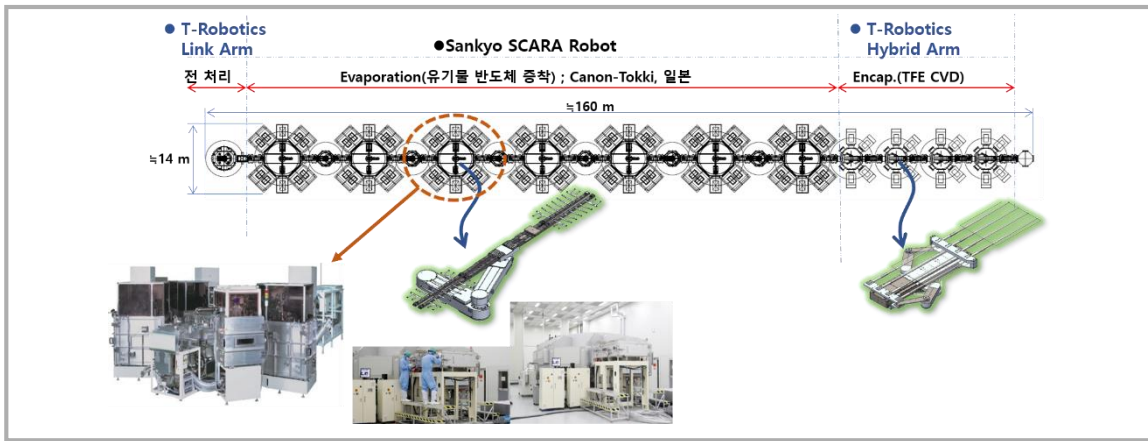 ● T-Robotics
Link Arm
●Sankyo SCARA Robot
● T-Robotics
Hybrid Arm
전 처리
Evaporation(유기물 반도체 증착) ; Canon-Tokki, 일본
Encap.(TFE CVD)
≒160 m
≒14 m